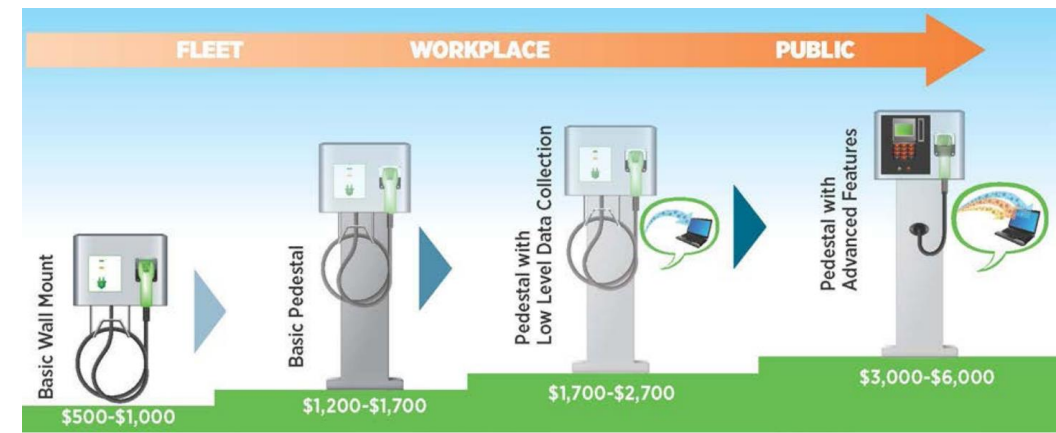 FLEET
WORKPLACE
PUBLIC
Basic Wall Mount
$500-$1,000
Basic Pedestal
$1,200-$1,700
Pedestal with
Low Level Data Collection
$1,700-$2,700
Pedestal with
Advanced Features
$3,000-$6,000